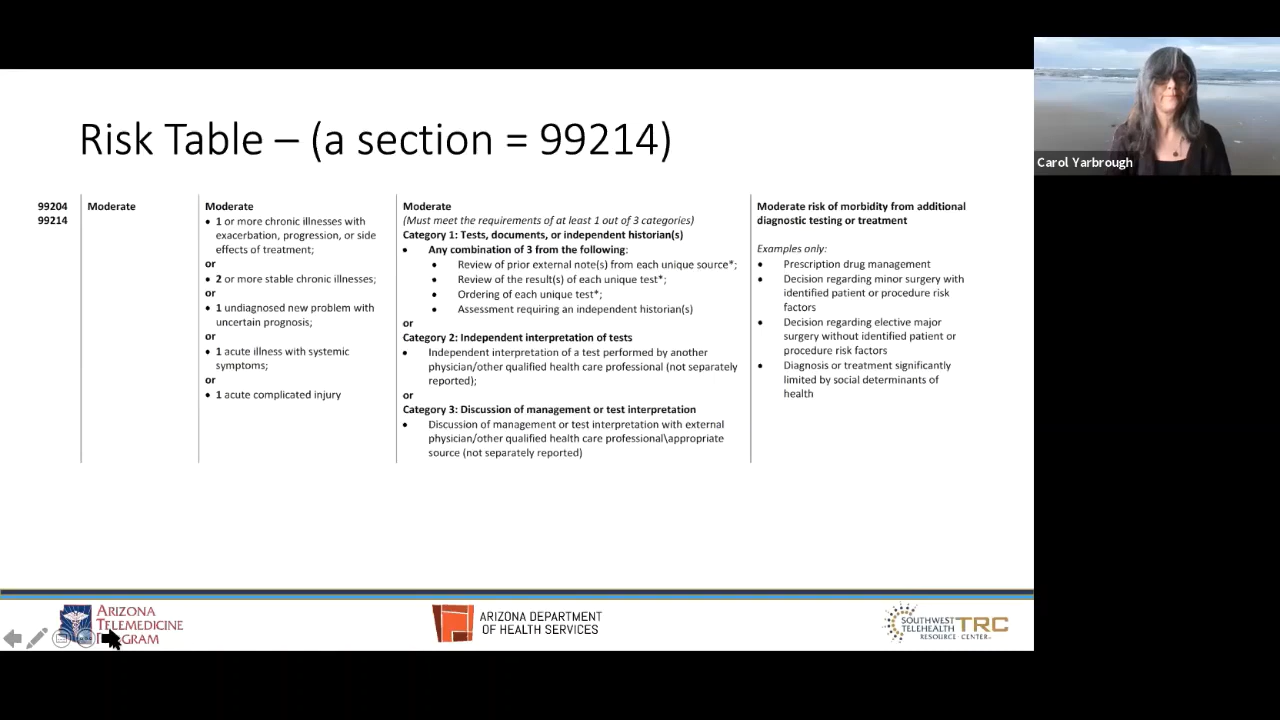 Risk Table – (a section = 99214)
99204
99214
Moderate
Moderate
• 1 or more chronic illnesses with
exacerbation, progression, or side
effects of treatment;
or
• 2 or more stable chronic illnesses;
or
• 1 undiagnosed new problem with
uncertain prognosis;
or
• 1 acute illness with systemic
symptoms;
or
• 1 acute complicated injury
Moderate
(Must meet the requirements of at least 1 out of 3 categories)
Category 1: Tests, documents, or independent historian(s)
• Any combination of 3 from the following:
• Review of prior external note(s) from each unique source*;
• Review of the result(s) of each unique test*;
• Ordering of each unique test*;
• Assessment requiring an independent historian(s)
or
Category 2: Independent interpretation of tests
• Independent interpretation of a test performed by another
physician/other qualified health care professional (not separately
reported);
or
Category 3: Discussion of management or test interpretation
• Discussion of management or test interpretation with external
physician/other qualified health care professional\appropriate
source (not separately reported)
Moderate risk of morbidity from additional
diagnostic testing or treatment
Examples only:
• Prescription drug management
• Decision regarding minor surgery with
identified patient or procedure risk
factors
• Decision regarding elective major
surgery without identified patient or
procedure risk factors
• Diagnosis or treatment significantly
limited by social determinants of
health
Carol Yarbrough
ARIZONA
TELEMEDICINE
ARIZONA DEPARTMENT
OF HEALTH SERVICES
SOUTHWEST
TELEHEALTH
RESOURCE CENTER
TRC